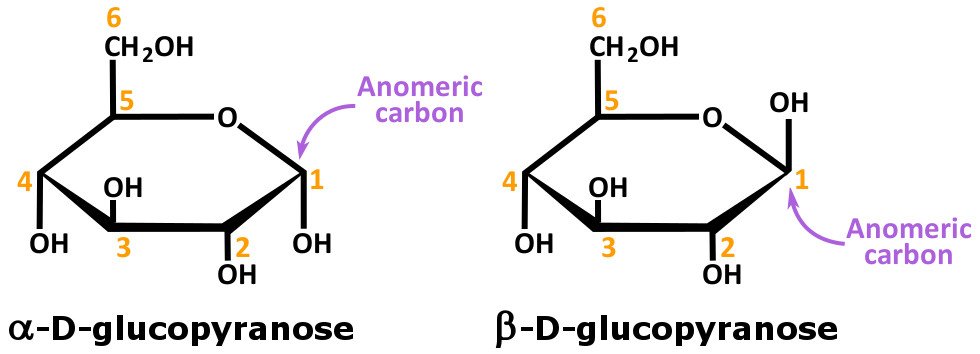 6
CH₂OH
5
O
Anomeric
carbon
4
OH
1
OH
3
2
OH
OH
α-D-glucopyranose
6
CH₂OH
5
O
OH
4
OH
1
OH
3
2
OH
Anomeric
carbon
β-D-glucopyranose